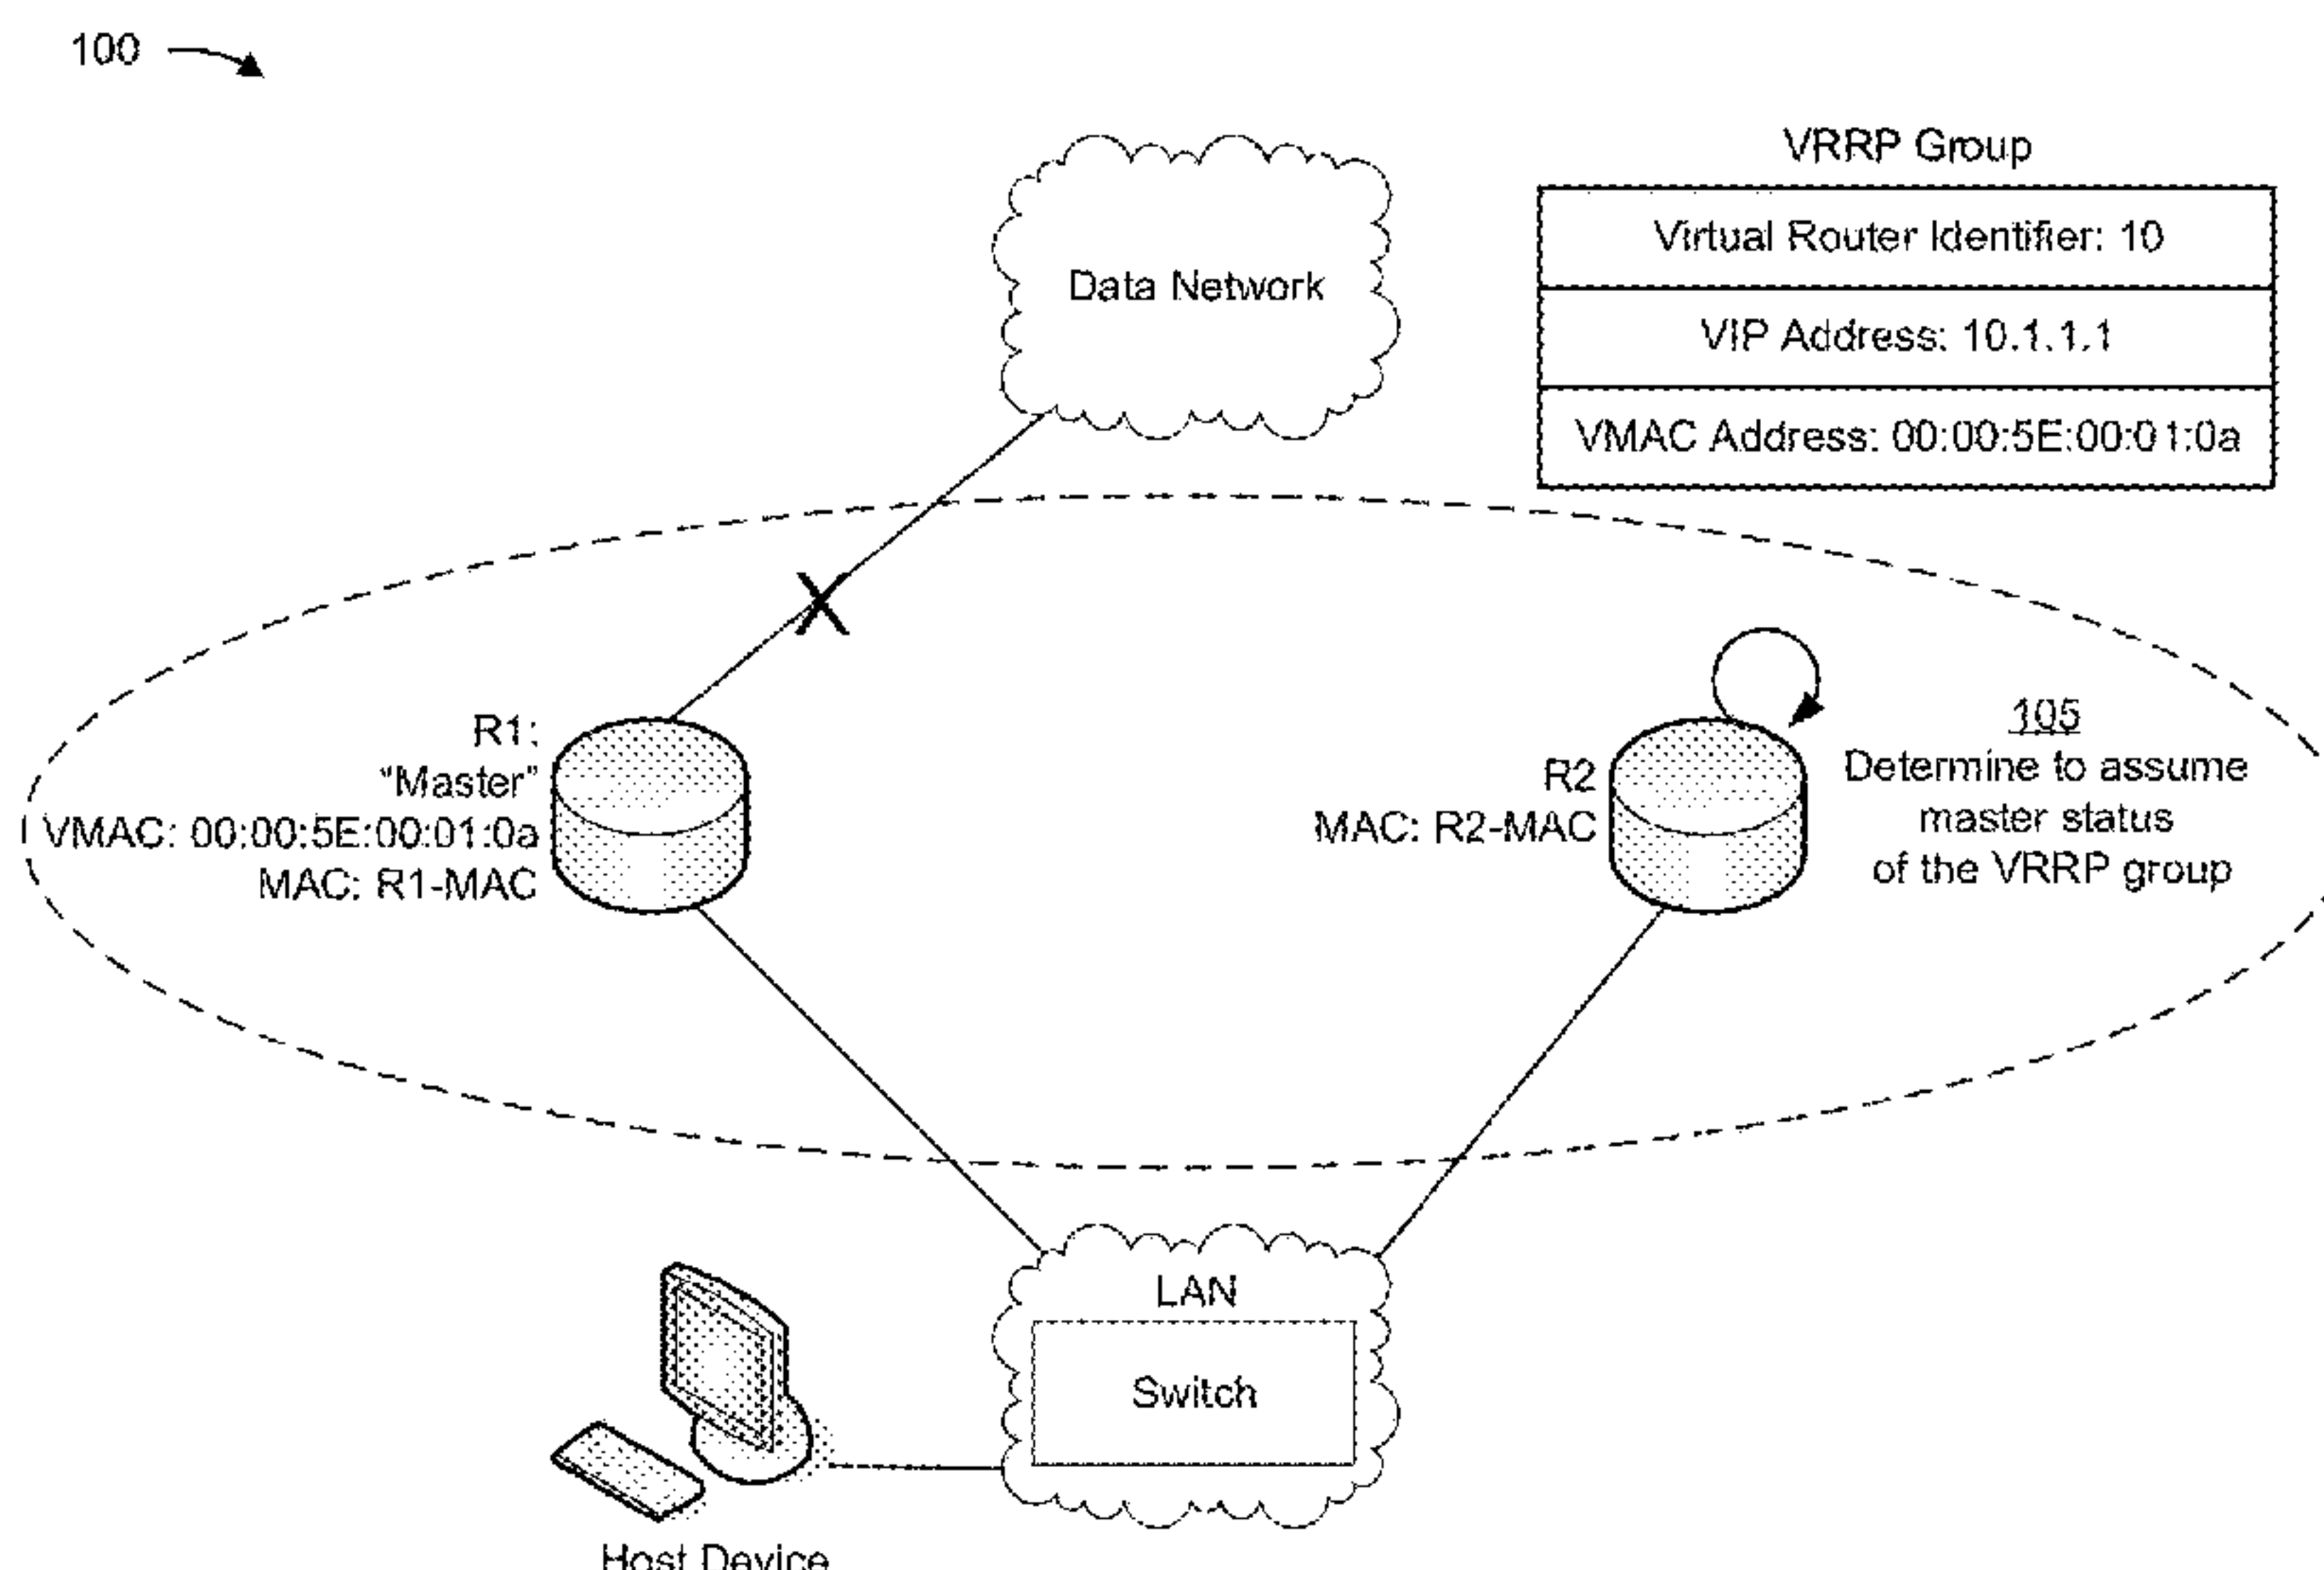 100
VRRP Group
Virtual Router Identifier: 10
Data Network
VIP Address: 10.1.1.1
VMAC Address: 00:00:5E:00:01:0a
R1:
"Master"
VMAC: 00:00:5E:00:01:0a
MAC: R1-MAC
R2
MAC: R2-MAC
105
Determine to assume
master status
of the VRRP group
LAN
Switch
Host Device